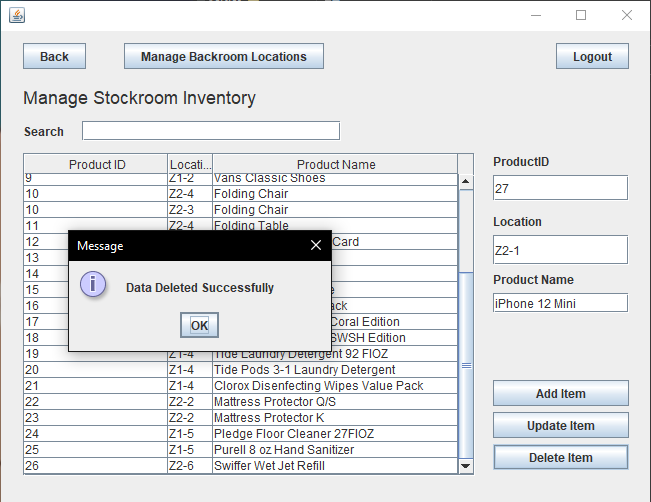 Back
Manage Backroom Locations
Logout
Manage Stockroom Inventory
Search
Product ID Locati... Product Name
9 Z1-2 Vans Classic Shoes
10 Z2-4 Folding Chair
10 Z2-3 Folding Chair
11 Z2-4 Folding Table
12 Card
13
14
15
16 ack
17 Coral Edition
18 SWSH Edition
19 Z1-4 Tide Laundry Detergent 92 FlOZ
20 Z1-4 Tide Pods 3-1 Laundry Detergent
21 Z1-4 Clorox Disenfecting Wipes Value Pack
22 Z2-2 Mattress Protector Q/S
23 Z2-2 Mattress Protector K
24 Z1-5 Pledge Floor Cleaner 27FlOZ
25 Z1-5 Purell 8 oz Hand Sanitizer
26 Z2-6 Swiffer Wet Jet Refill
Message
Data Deleted Successfully
OK
ProductID
27
Location
Z2-1
Product Name
iPhone 12 Mini
Add Item
Update Item
Delete Item